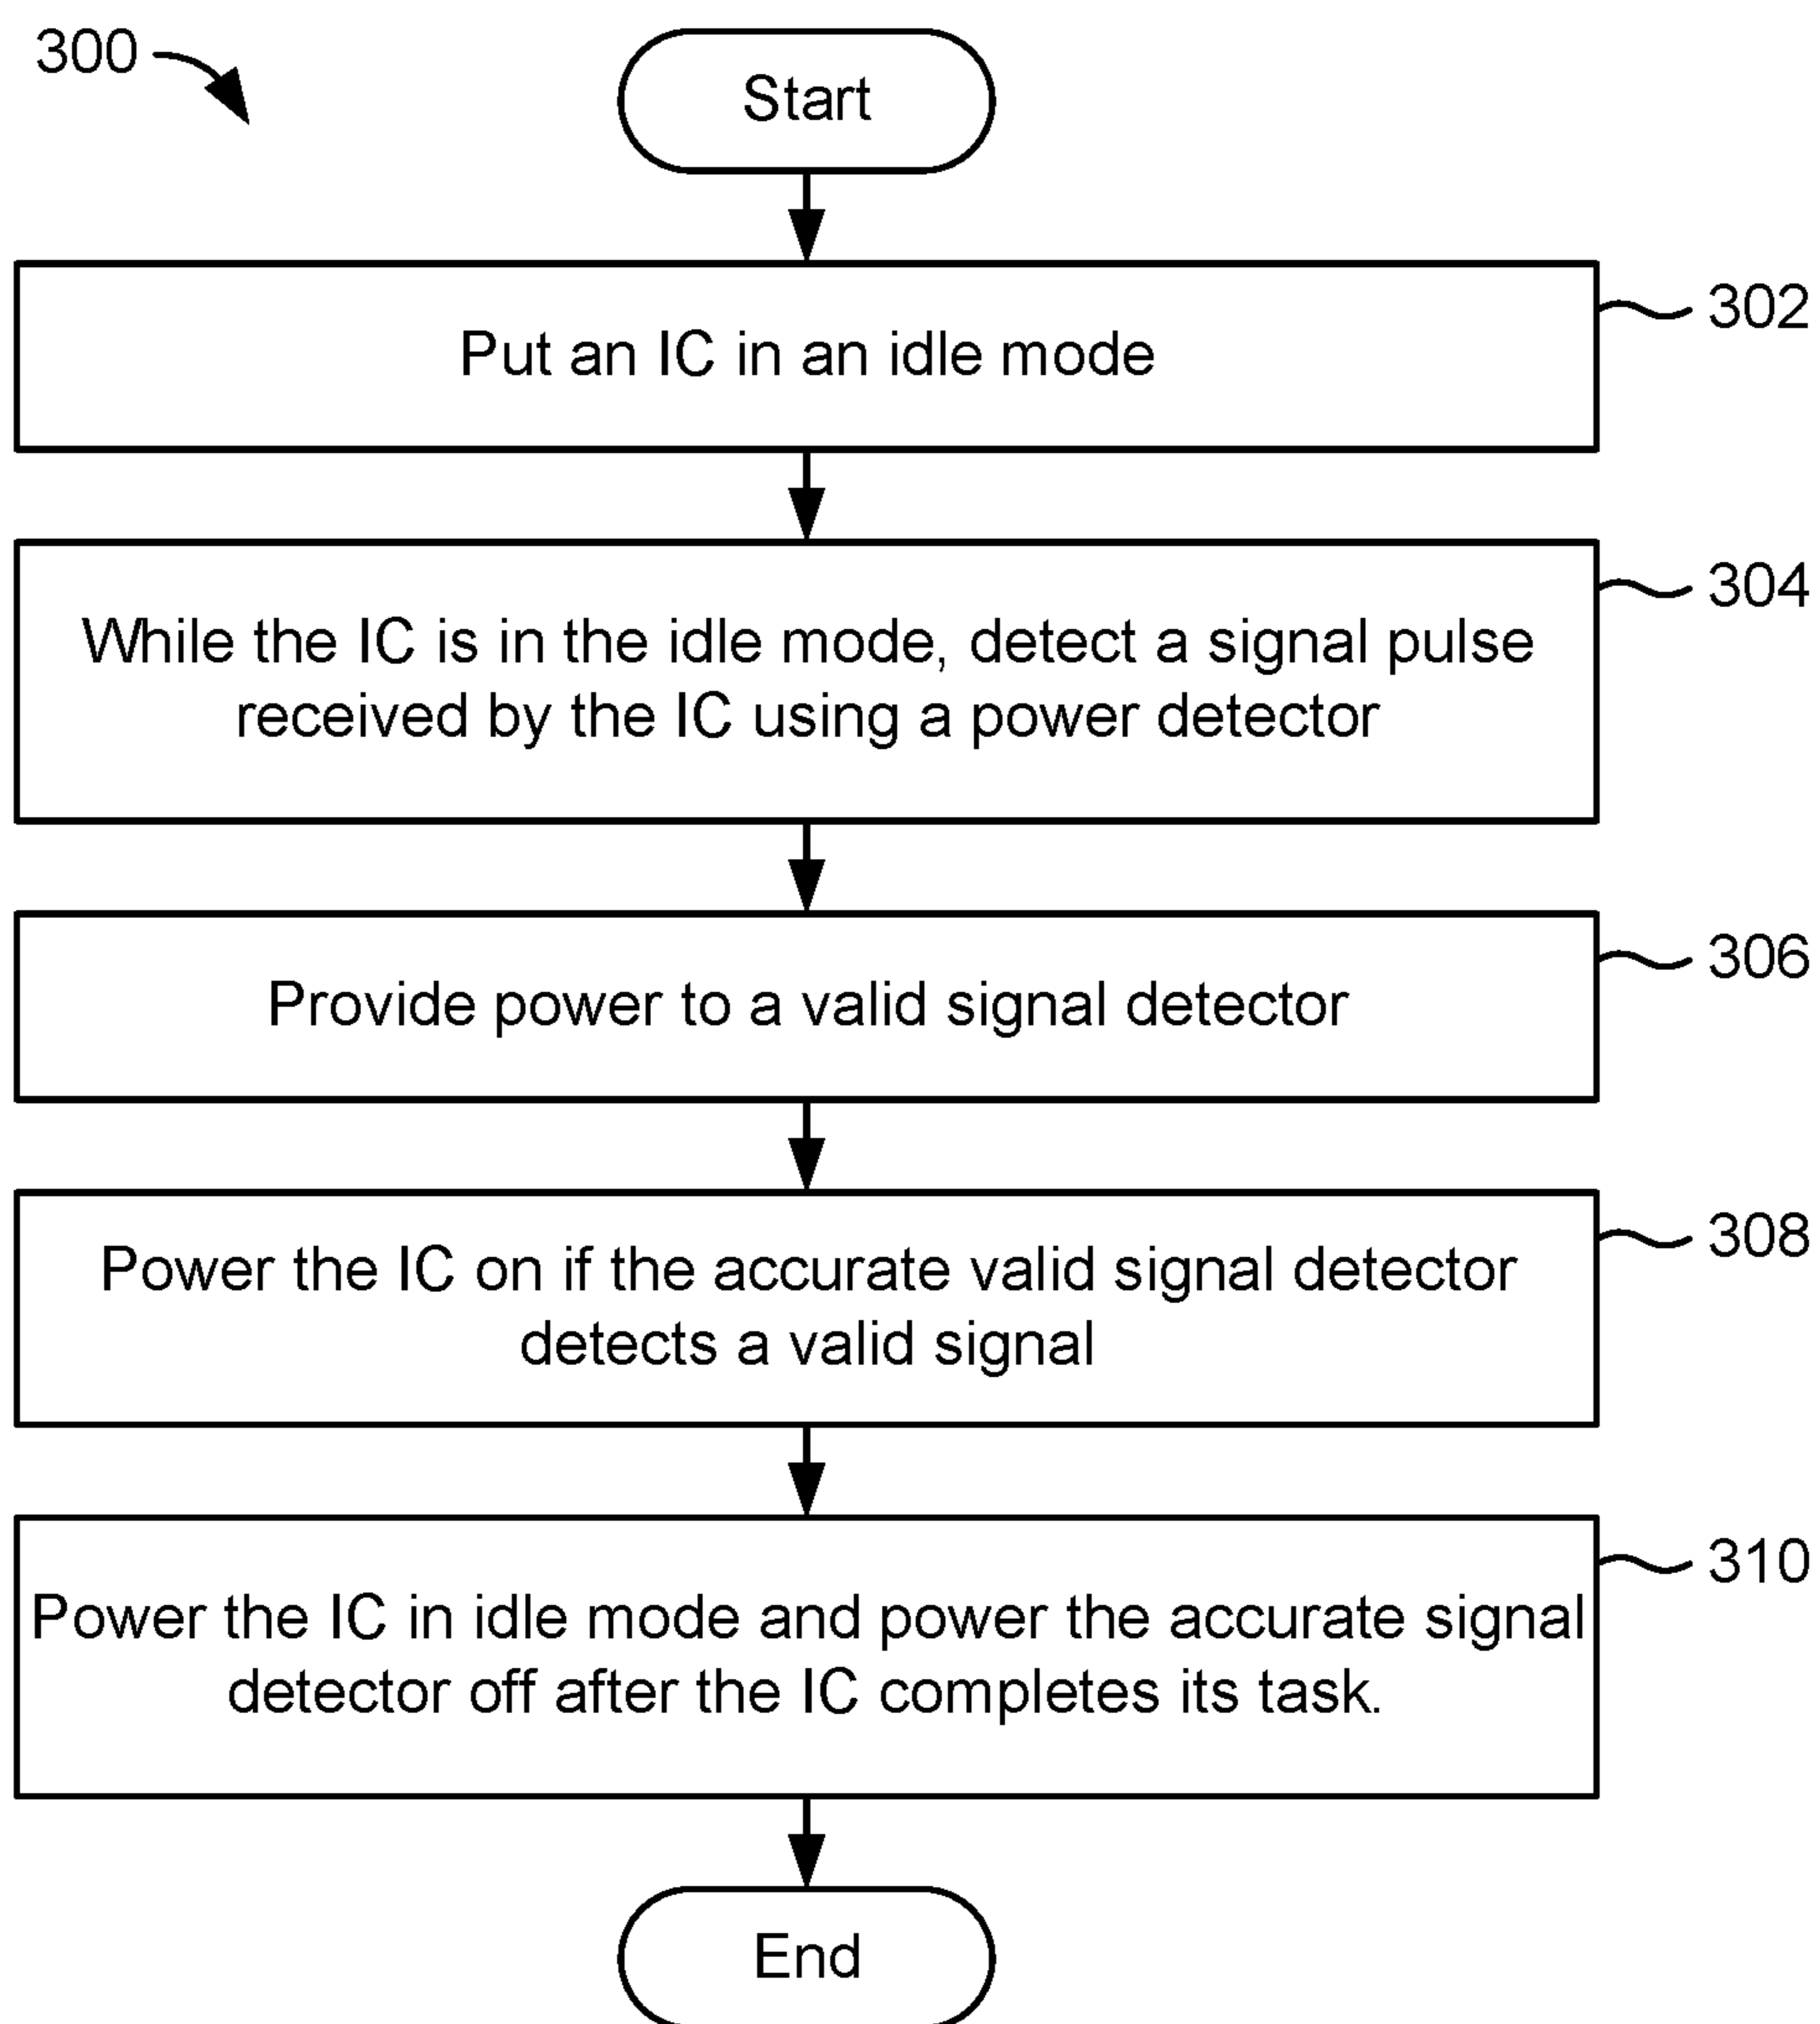 300
Start
Put an IC in an idle mode
302
While the IC is in the idle mode, detect a signal pulse
received by the IC using a power detector
304
Provide power to a valid signal detector
306
Power the IC on if the accurate valid signal detector
detects a valid signal
308
Power the IC in idle mode and power the accurate signal
detector off after the IC completes its task.
310
End